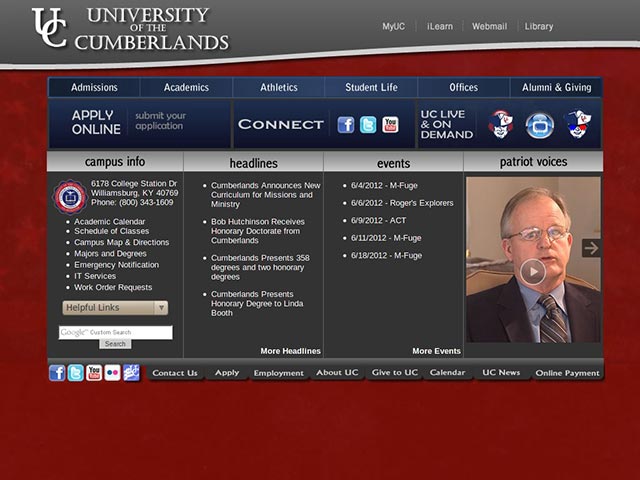 UC
UNIVERSITY
OF THE
CUMBERLANDS
MyUC
iLearn
Webmail
Library
Admissions
Academics
Athletics
Student Life
Offices
Alumni & Giving
APPLY
ONLINE
submit your
application
CONNECT
UC LIVE
& ON
DEMAND
campus info
headlines
events
patriot voices
6178 College Station Dr
Williamsburg, KY 40769
Phone: (800) 343-1609
Academic Calendar
Schedule of Classes
Campus Map & Directions
Majors and Degrees
Emergency Notification
IT Services
Work Order Requests
Helpful Links
Google™ Custom Search
Search
Cumberlands Announces New
Curriculum for Missions and
Ministry
Bob Hutchinson Receives
Honorary Doctorate from
Cumberlands
Cumberlands Presents 358
degrees and two honorary
degrees
Cumberlands Presents
Honorary Degree to Linda
Booth
More Headlines
6/4/2012 - M-Fuge
6/6/2012 - Roger's Explorers
6/9/2012 - ACT
6/11/2012 - M-Fuge
6/18/2012 - M-Fuge
More Events
Contact Us
Apply
Employment
About UC
Give to UC
Calendar
UC News
Online Payment